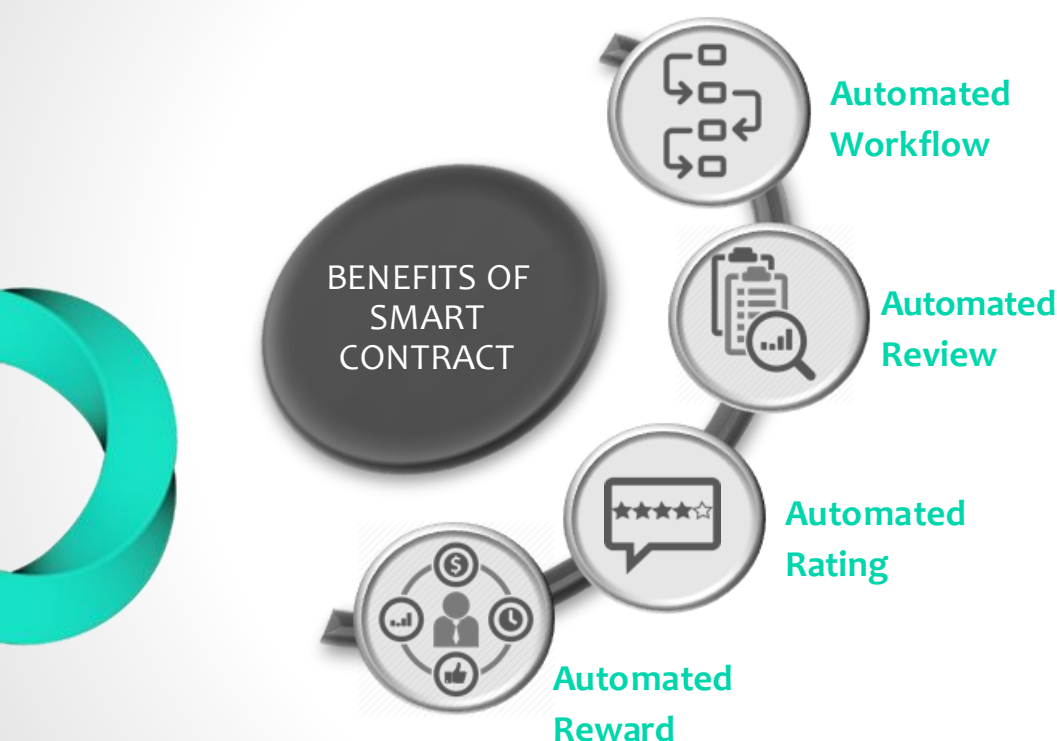 BENEFITS OF
SMART
CONTRACT
Automated
Workflow
Automated
Review
Automated
Rating
Automated
Reward